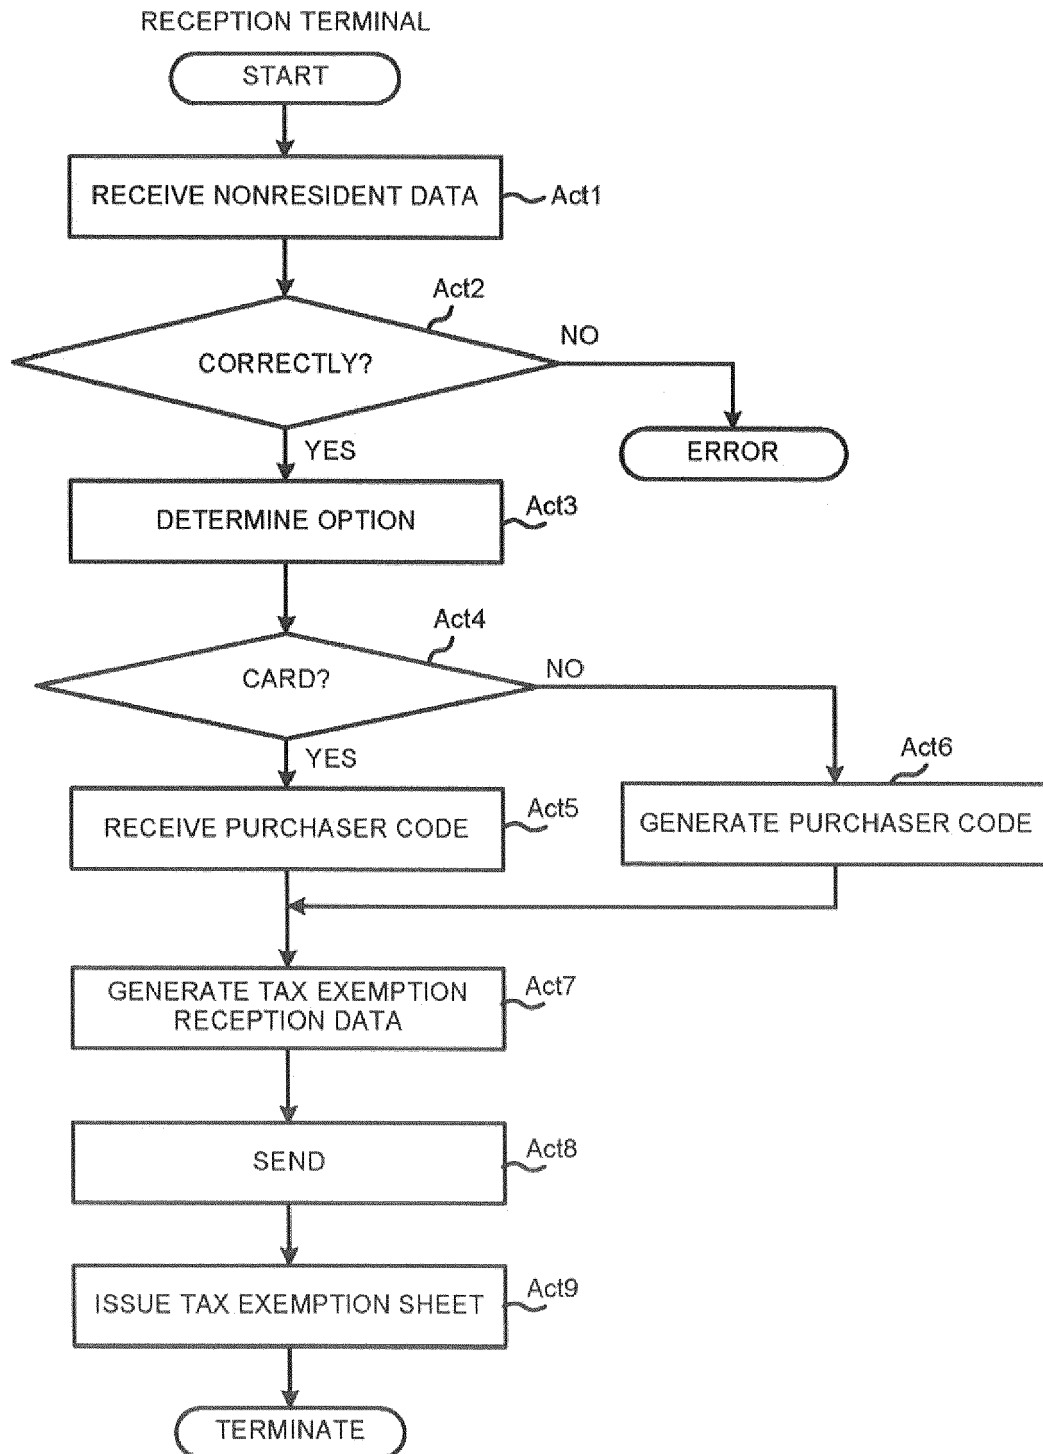 RECEPTION TERMINAL
START
RECEIVE NONRESIDENT DATA
Act1
Act2
CORRECTLY?
NO
YES
ERROR
DETERMINE OPTION
Act3
Act4
CARD?
NO
YES
Act6
RECEIVE PURCHASER CODE
Act5
GENERATE PURCHASER CODE
GENERATE TAX EXEMPTION
RECEPTION DATA
Act7
SEND
Act8
ISSUE TAX EXEMPTION SHEET
Act9
TERMINATE